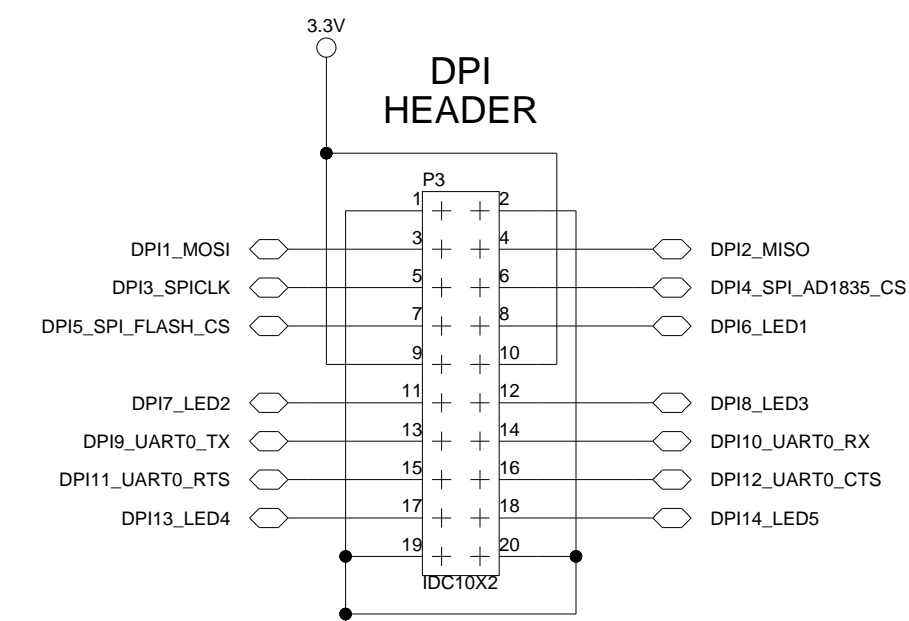 3.3V
DPI
HEADER
P3
1 2
DPI1_MOSI 3 4 DPI2_MISO
DPI3_SPICLK 5 6 DPI4_SPI_AD1835_CS
DPI5_SPI_FLASH_CS 7 8 DPI6_LED1
9 10
DPI7_LED2 11 12 DPI8_LED3
DPI9_UART0_TX 13 14 DPI10_UART0_RX
DPI11_UART0_RTS 15 16 DPI12_UART0_CTS
DPI13_LED4 17 18 DPI14_LED5
19 20
IDC10X2